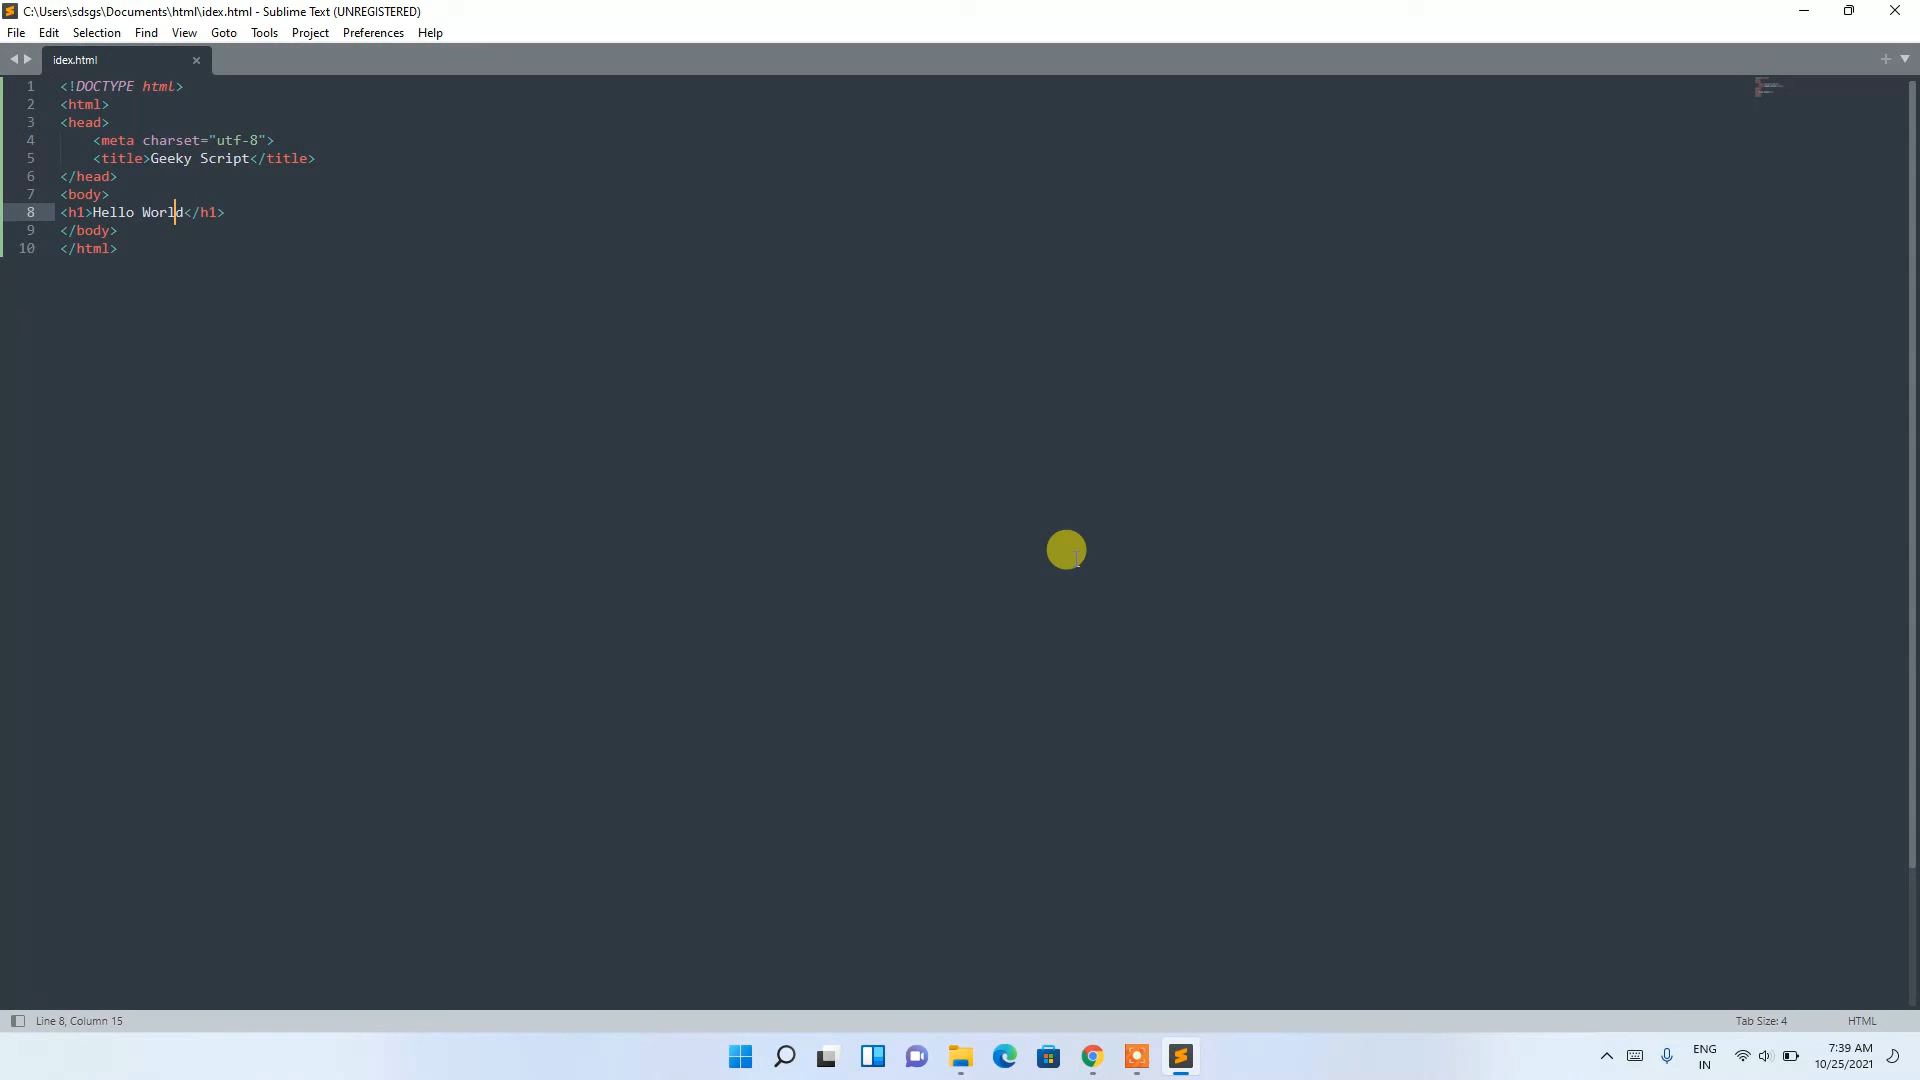 C:\Users\sdsgs\Documents\html\idex.html - Sublime Text (UNREGISTERED)
File Edit Selection Find View Goto Tools Project Preferences Help
idex.html
1 <!DOCTYPE html>
2 <html>
3 <head>
4 <meta charset="utf-8">
5 <title>Geeky Script</title>
6 </head>
7 <body>
8 <h1>Hello World</h1>
9 </body>
10 </html>
Line 8, Column 15 Tab Size: 4 HTML
ENG 7:39 AM
IN 10/25/2021